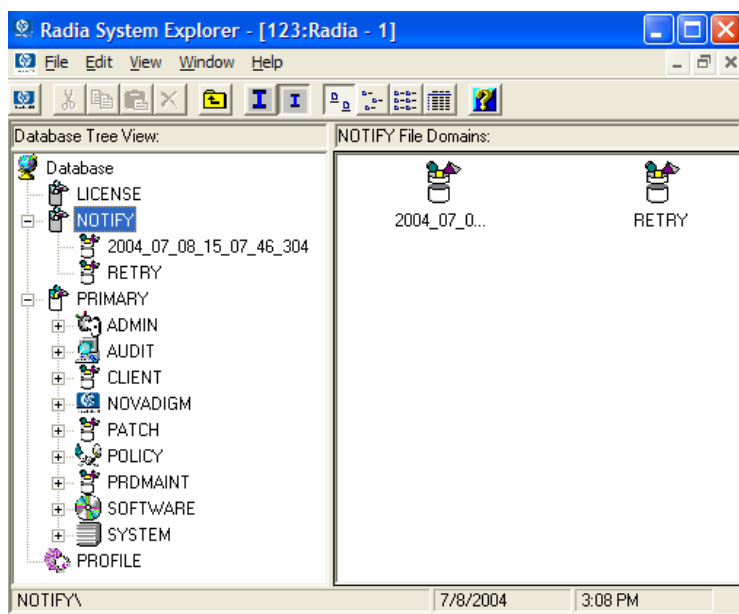 Radia System Explorer - [123:Radia - 1]
File Edit View Window Help
Database Tree View:
NOTIFY File Domains:
Database
LICENSE
NOTIFY
2004_07_08_15_07_46_304
RETRY
PRIMARY
ADMIN
AUDIT
CLIENT
NOVADIGM
PATCH
POLICY
PRDMAINT
SOFTWARE
SYSTEM
PROFILE
2004_07_0...
RETRY
NOTIFY\
7/8/2004
3:08 PM